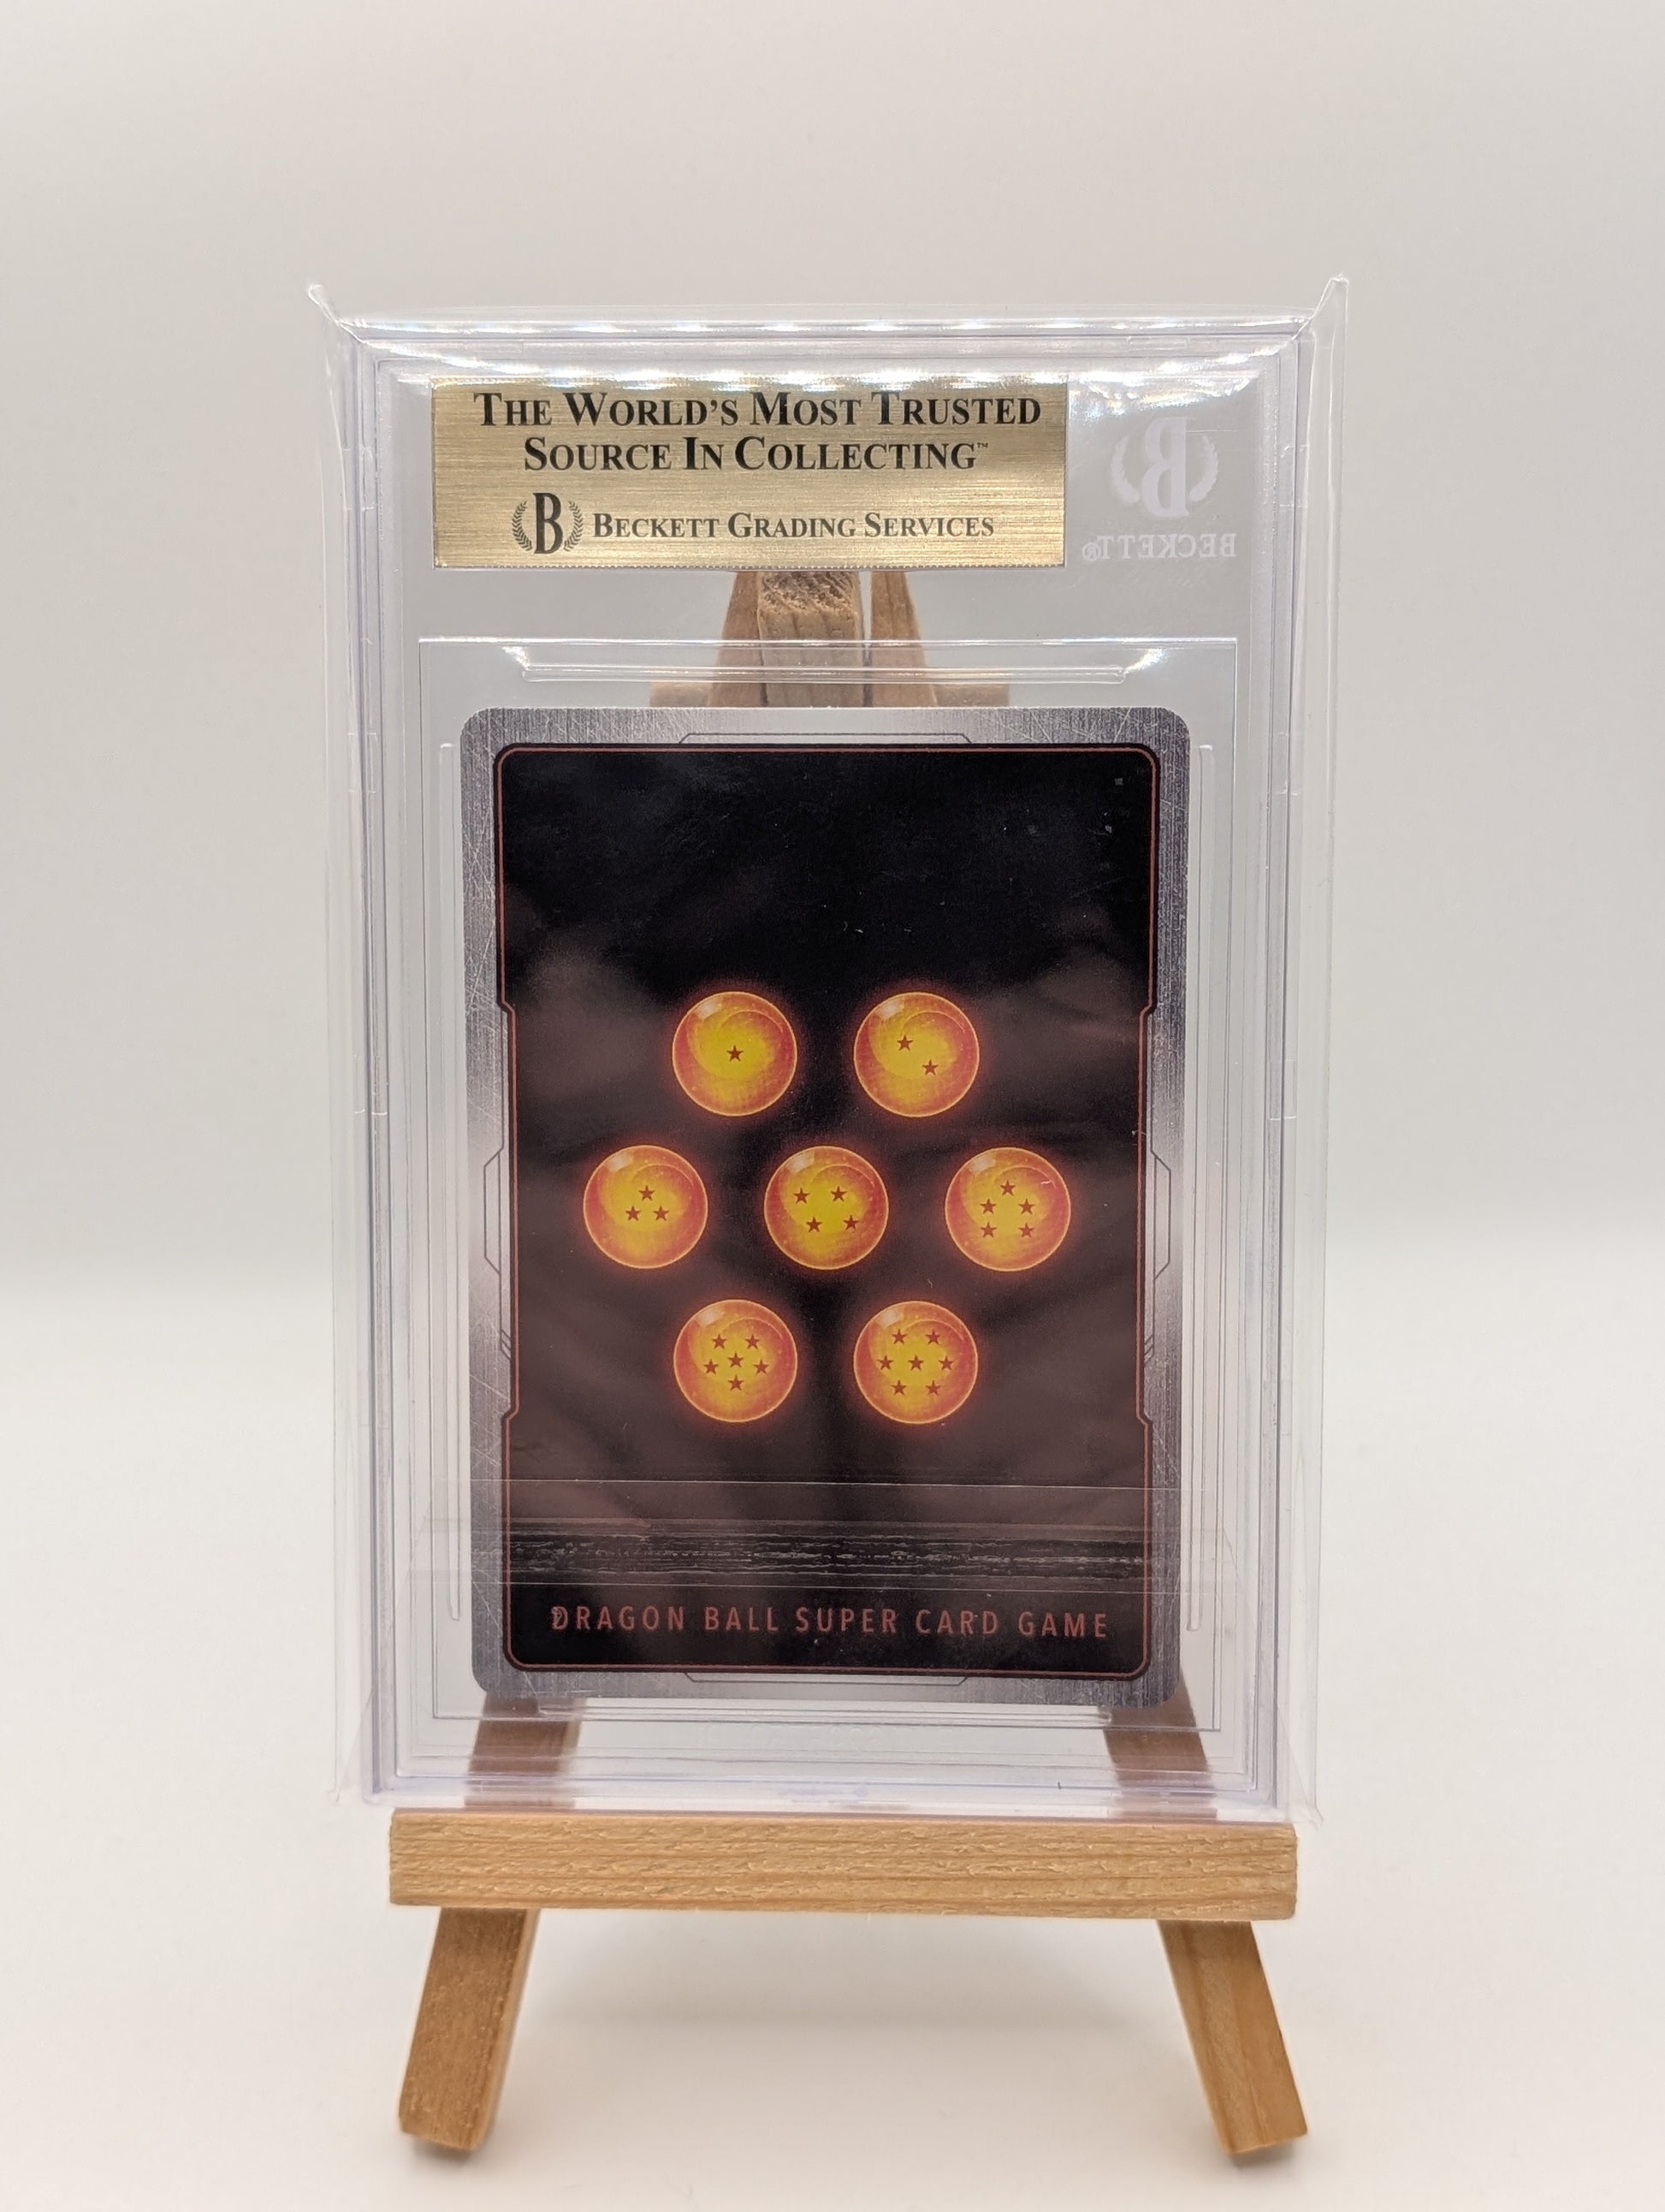 THE WORLD'S MOST TRUSTED
SOURCE IN COLLECTING™
B BECKETT GRADING SERVICES
B
BECKETT®
DRAGON BALL SUPER CARD GAME